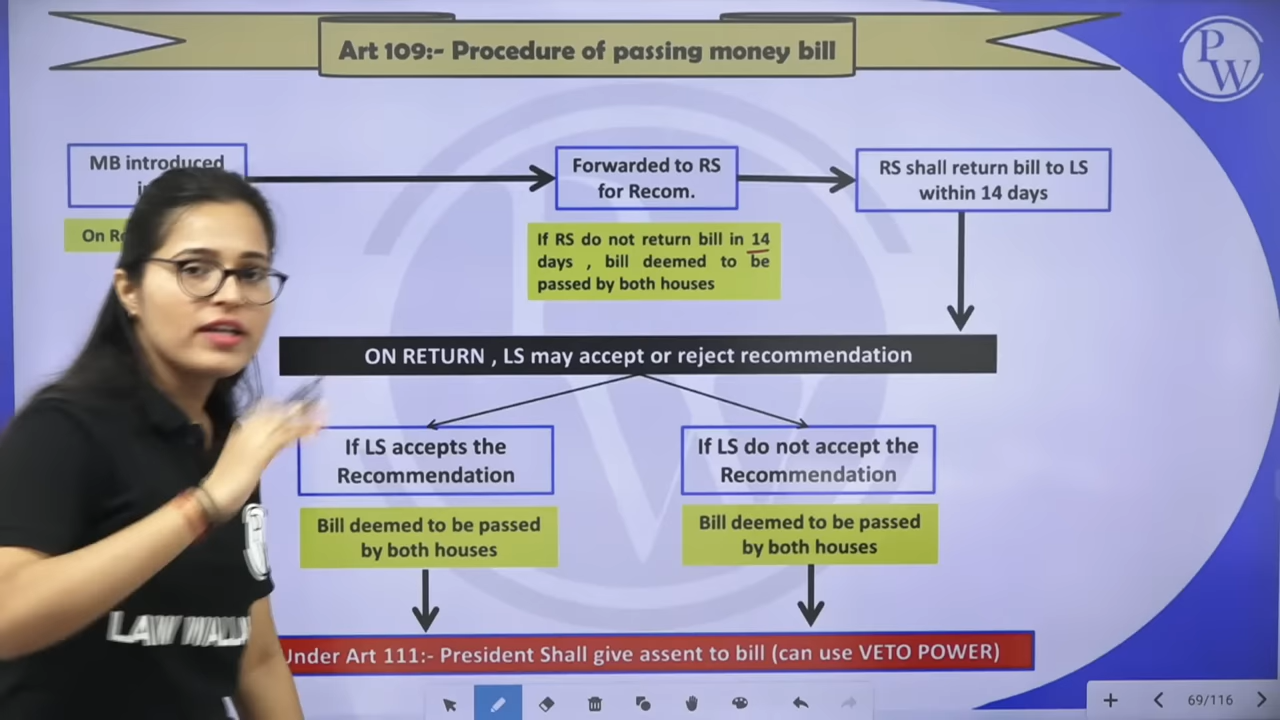 Art 109:- Procedure of passing money bill
PW
MB introduced
Forwarded to RS
for Recom.
RS shall return bill to LS
within 14 days
On
If RS do not return bill in 14
days , bill deemed to be
passed by both houses
ON RETURN , LS may accept or reject recommendation
If LS accepts the
Recommendation
If LS do not accept the
Recommendation
Bill deemed to be passed
by both houses
Bill deemed to be passed
by both houses
Under Art 111:- President Shall give assent to bill (can use VETO POWER)
LAW
69/116